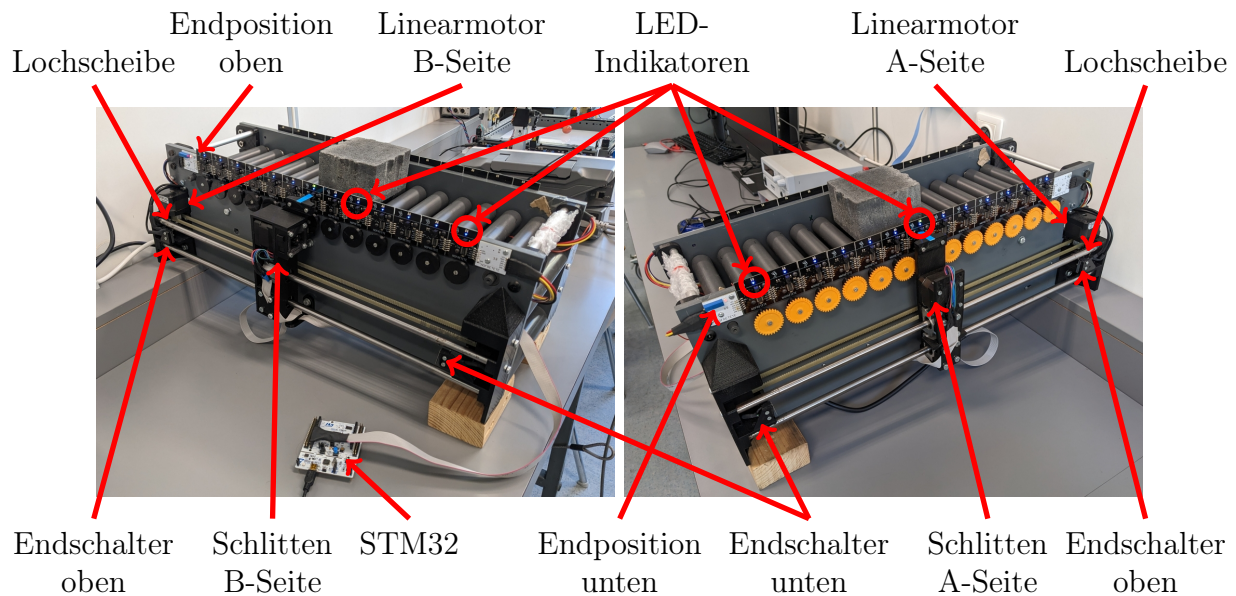 Endposition
oben
Linearmotor
B-Seite
LED-
Indikatoren
Linearmotor
A-Seite
Lochscheibe
Lochscheibe
Endschalter
oben
Schlitten
B-Seite
STM32
Endposition
unten
Endschalter
unten
Schlitten
A-Seite
Endschalter
oben